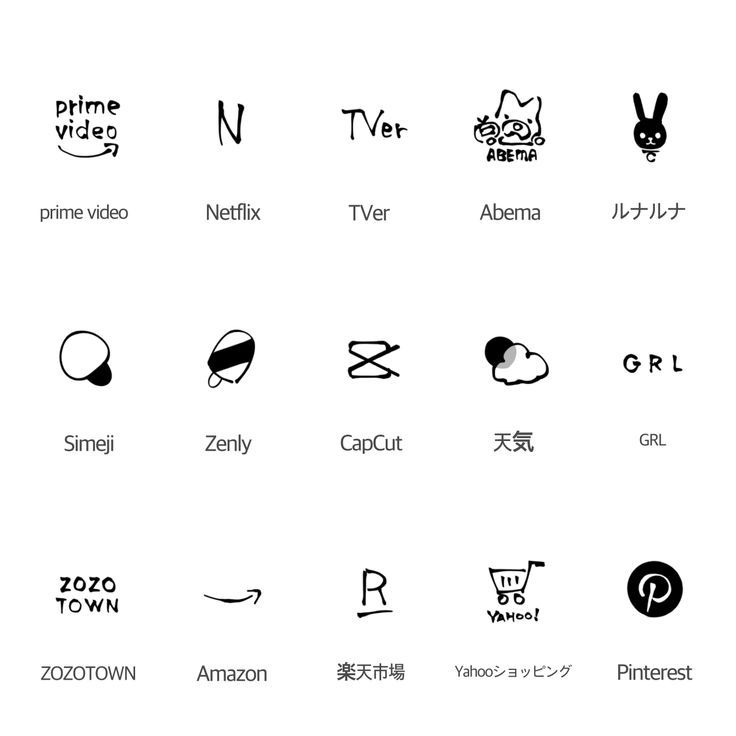 prime
video
N
TVer
ABEMA
prime video
Netflix
TVer
Abema
ルナルナ
GRL
Simeji
Zenly
CapCut
天気
GRL
ZOZO
TOWN
R
YAHOO!
P
ZOZOTOWN
Amazon
楽天市場
Yahooショッピング
Pinterest